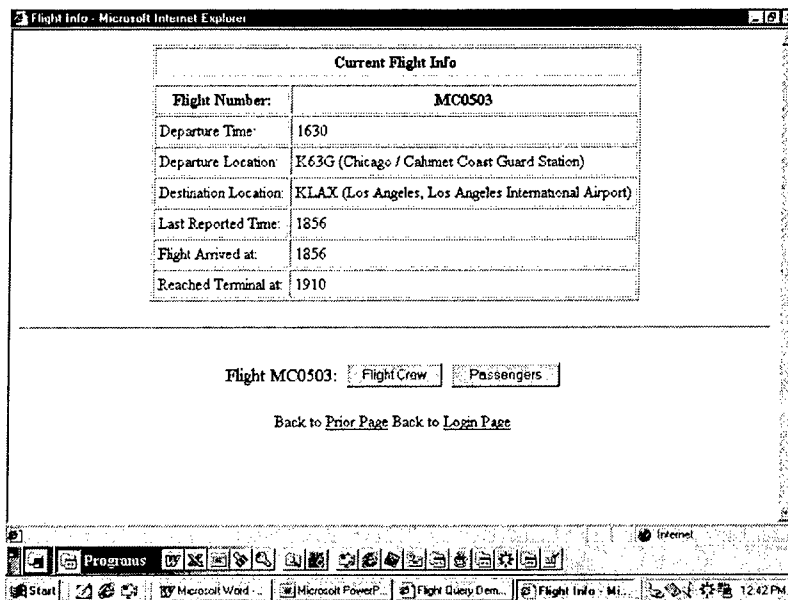 Flight Info - Microsoft Internet Explorer
Current Flight Info
Flight Number: MC0503
Departure Time: 1630
Departure Location: K63G (Chicago / Calumet Coast Guard Station)
Destination Location: KLAX (Los Angeles, Los Angeles International Airport)
Last Reported Time: 1856
Flight Arrived at: 1856
Reached Terminal at: 1910
Flight MC0503: Flight Crew Passengers
Back to Prior Page Back to Login Page
Internet
Programs
Start Microsoft Word - .. Microsoft PowerP... Flight Query Dem... Flight Info - Mi... 12:42 PM